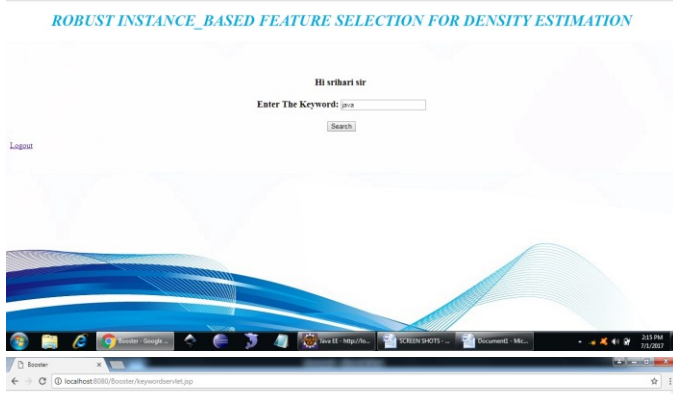 ROBUST INSTANCE_BASED FEATURE SELECTION FOR DENSITY ESTIMATION
Hi srihari sir
Enter The Keyword: java
Search
Logout
Booster - Google ...
Java EE - http://lo...
SCREEN SHOTS - ...
Document1 - Mic...
2:15 PM
7/1/2017
Booster
localhost:8080/Booster/keywordservlet.jsp